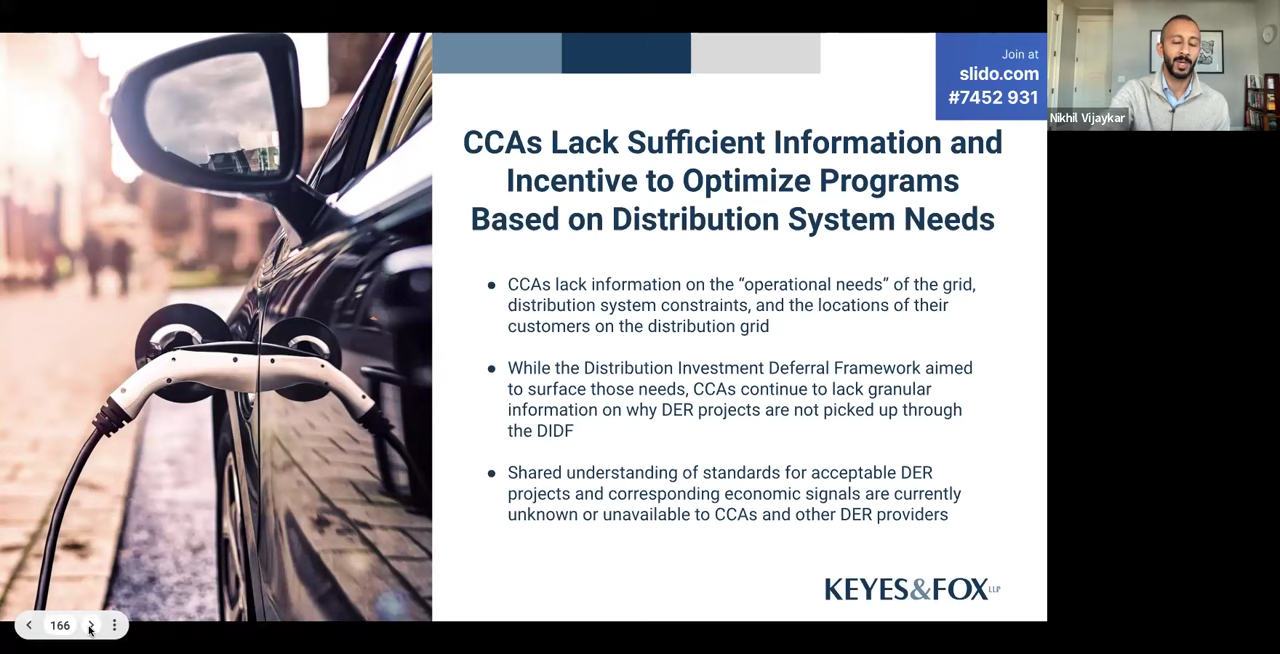 Join at
slido.com
#7452 931
Nikhil Vijaykar
CCAs Lack Sufficient Information and
Incentive to Optimize Programs
Based on Distribution System Needs
● CCAs lack information on the “operational needs” of the grid,
distribution system constraints, and the locations of their
customers on the distribution grid
● While the Distribution Investment Deferral Framework aimed
to surface those needs, CCAs continue to lack granular
information on why DER projects are not picked up through
the DIDF
● Shared understanding of standards for acceptable DER
projects and corresponding economic signals are currently
unknown or unavailable to CCAs and other DER providers
KEYES&FOX LLP
166